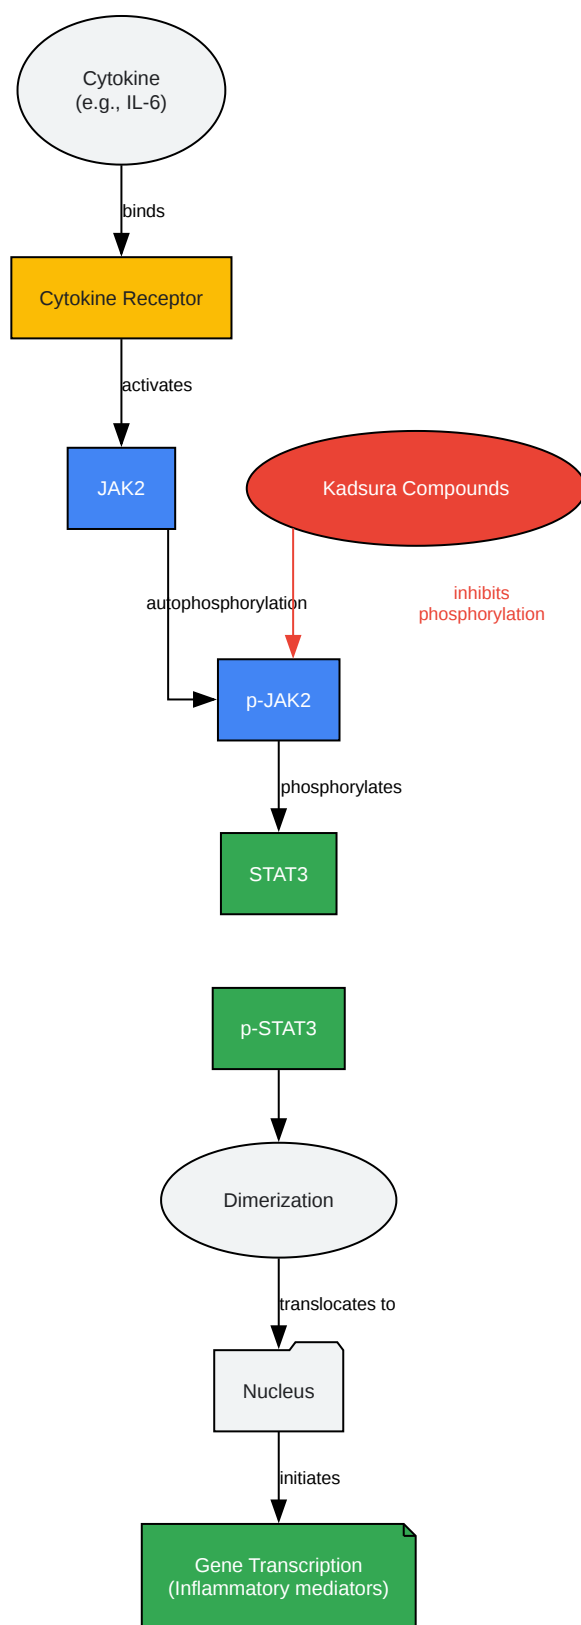 Cytokine
(e.g., IL-6)
binds
Cytokine Receptor
activates
JAK2
Kadsura Compounds
autophosphorylation
inhibits
phosphorylation
p-JAK2
phosphorylates
STAT3
p-STAT3
Dimerization
translocates to
Nucleus
initiates
Gene Transcription
(Inflammatory mediators)